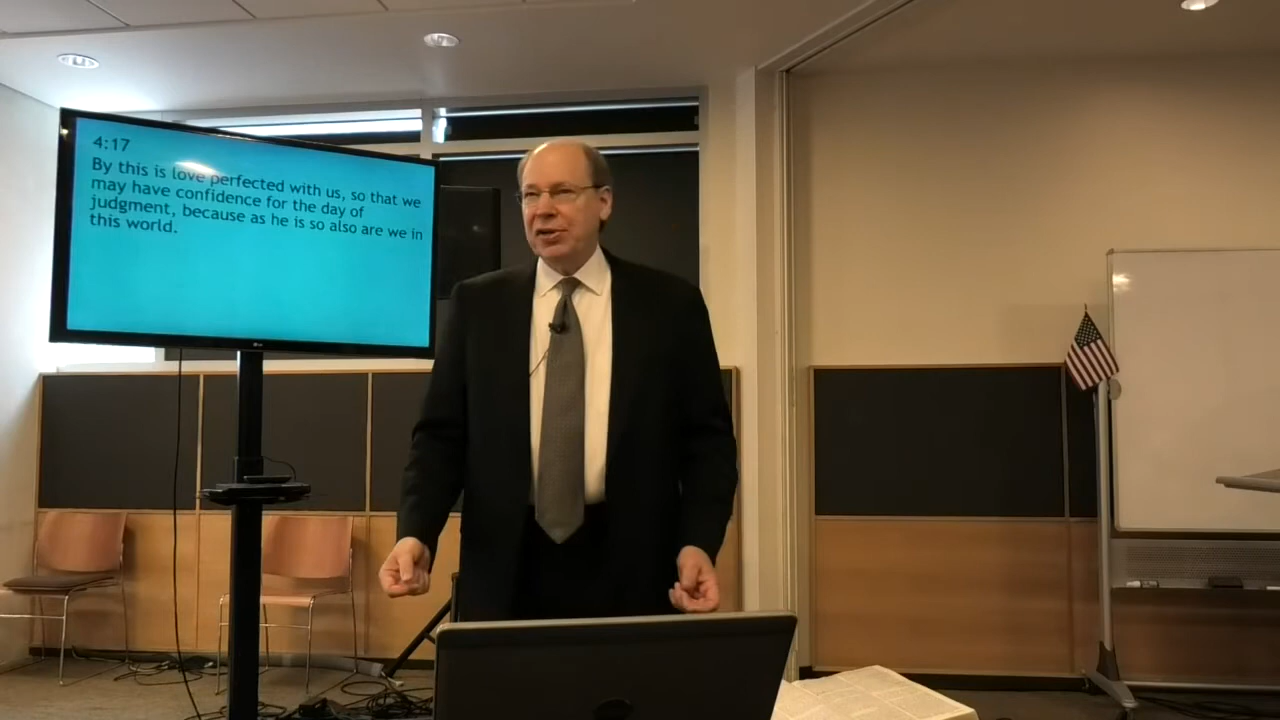 4:17
By this is love perfected with us, so that we
may have confidence for the day of
judgment, because as he is so also are we in
this world.
LG